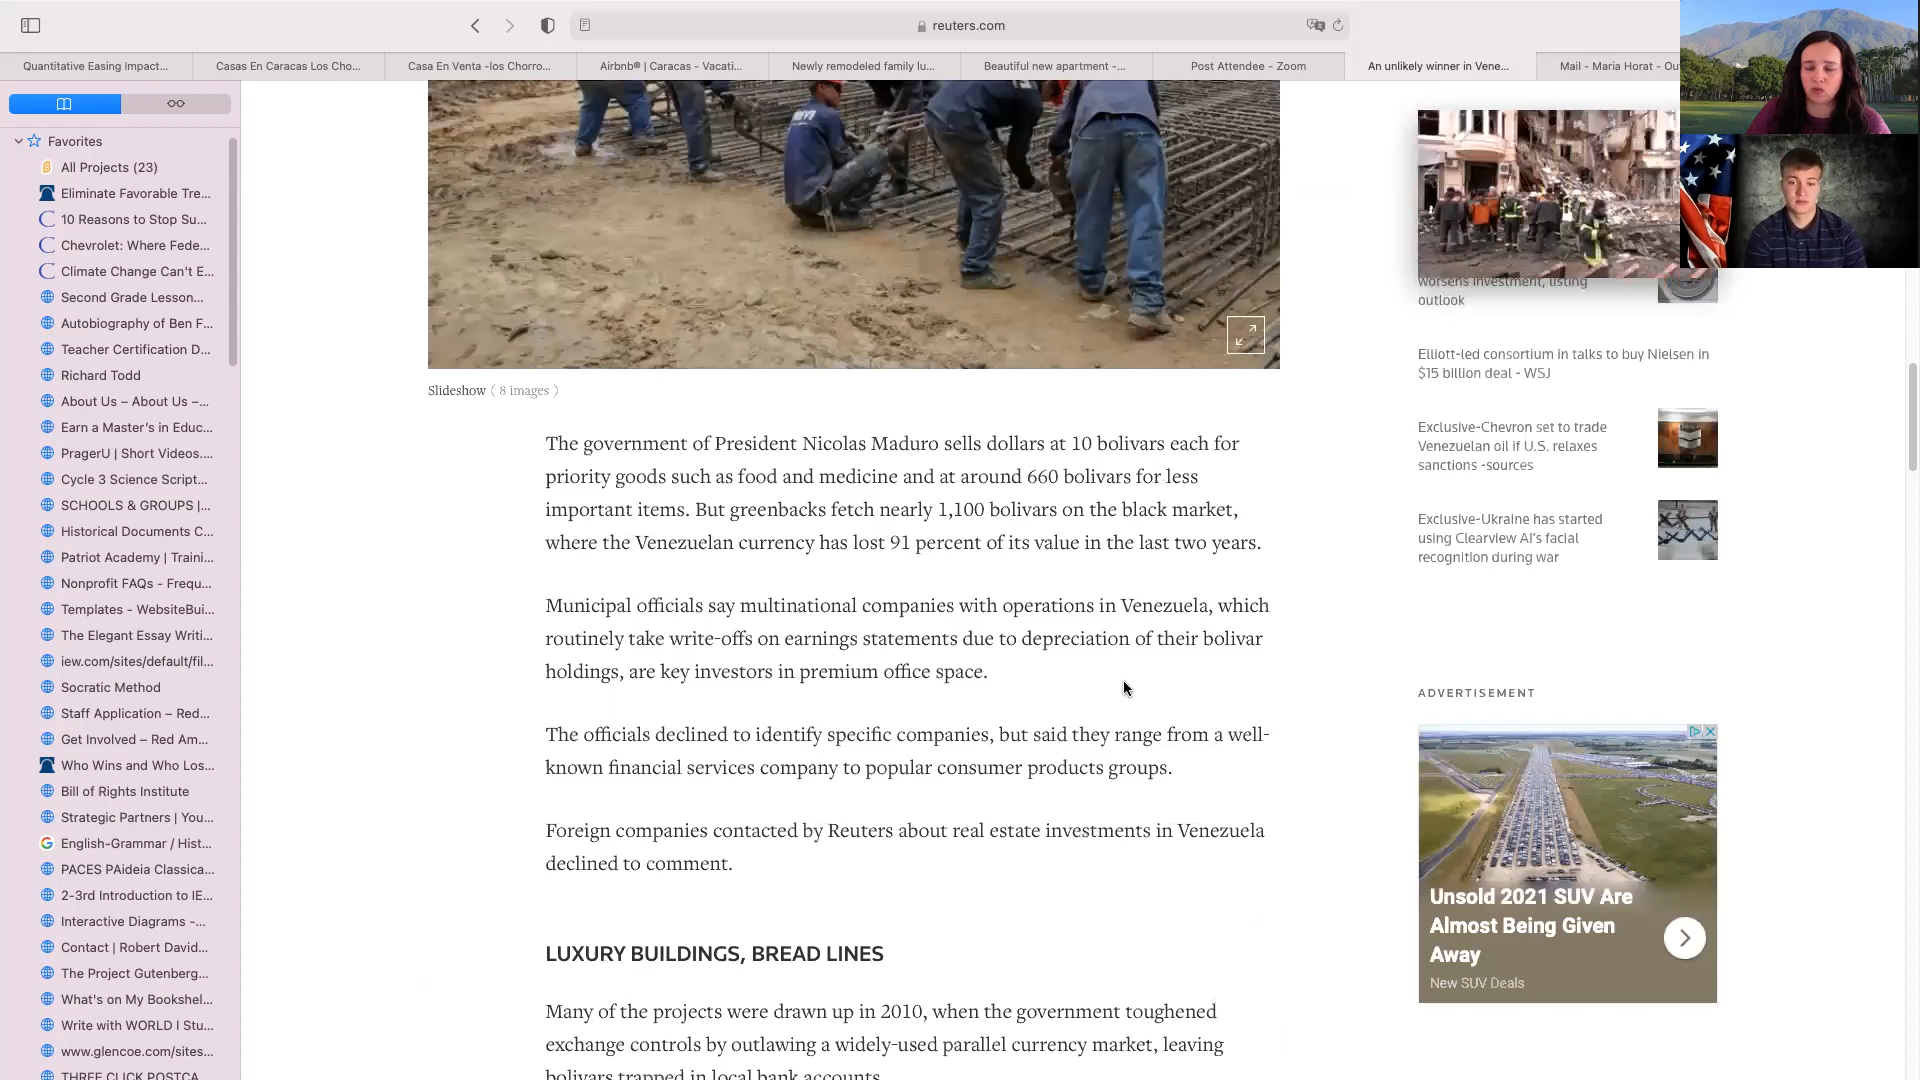 reuters.com
Quantitative Easing Impact...
Casas En Caracas Los Cho...
Casa En Venta -los Chorro...
Airbnb® | Caracas - Vacati...
Newly remodeled family lu...
Beautiful new apartment -...
Post Attendee - Zoom
An unlikely winner in Vene...
Mail - Maria Horat - Ou
Favorites
All Projects (23)
Eliminate Favorable Tre...
10 Reasons to Stop Su...
Chevrolet: Where Fede...
Climate Change Can't E...
Second Grade Lesson...
Autobiography of Ben F...
Teacher Certification D...
Richard Todd
About Us – About Us –...
Earn a Master's in Educ...
PragerU | Short Videos....
Cycle 3 Science Script...
SCHOOLS & GROUPS |...
Historical Documents C...
Patriot Academy | Traini...
Nonprofit FAQs - Frequ...
Templates - WebsiteBui...
The Elegant Essay Writi...
iew.com/sites/default/fil...
Socratic Method
Staff Application – Red...
Get Involved – Red Am...
Who Wins and Who Los...
Bill of Rights Institute
Strategic Partners | You...
English-Grammar / Hist...
PACES PAideia Classica...
2-3rd Introduction to IE...
Interactive Diagrams -...
Contact | Robert David...
The Project Gutenberg...
What's on My Bookshel...
Write with WORLD I Stu...
www.glencoe.com/sites...
THREE CLICK POSTCA
Slideshow ( 8 images )
The government of President Nicolas Maduro sells dollars at 10 bolivars each for
priority goods such as food and medicine and at around 660 bolivars for less
important items. But greenbacks fetch nearly 1,100 bolivars on the black market,
where the Venezuelan currency has lost 91 percent of its value in the last two years.
Municipal officials say multinational companies with operations in Venezuela, which
routinely take write-offs on earnings statements due to depreciation of their bolivar
holdings, are key investors in premium office space.
The officials declined to identify specific companies, but said they range from a well-
known financial services company to popular consumer products groups.
Foreign companies contacted by Reuters about real estate investments in Venezuela
declined to comment.
LUXURY BUILDINGS, BREAD LINES
Many of the projects were drawn up in 2010, when the government toughened
exchange controls by outlawing a widely-used parallel currency market, leaving
bolivars trapped in local bank accounts.
worsens investment, listing
outlook
Elliott-led consortium in talks to buy Nielsen in
$15 billion deal - WSJ
Exclusive-Chevron set to trade
Venezuelan oil if U.S. relaxes
sanctions -sources
Exclusive-Ukraine has started
using Clearview AI's facial
recognition during war
ADVERTISEMENT
Unsold 2021 SUV Are
Almost Being Given
Away
New SUV Deals